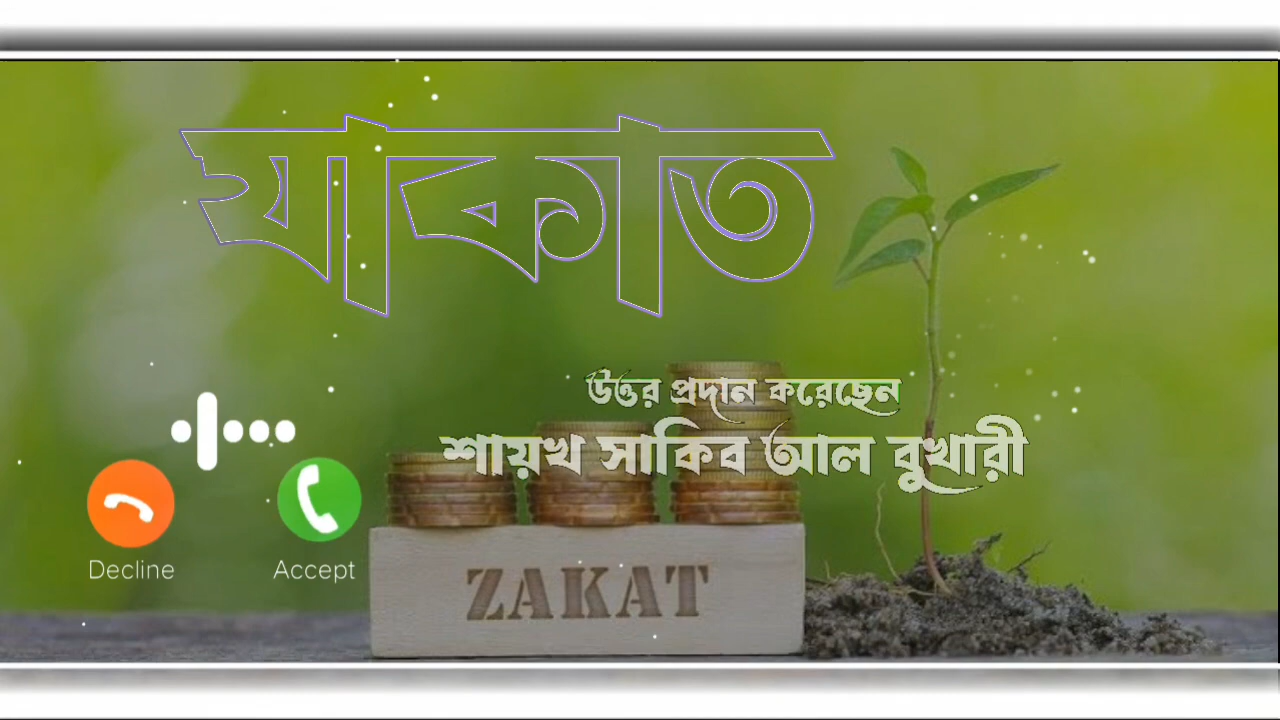 যাকাত
উত্তর প্রদান করেছেন
শায়খ সাকিব আল বুখারী
Decline
Accept
ZAKAT